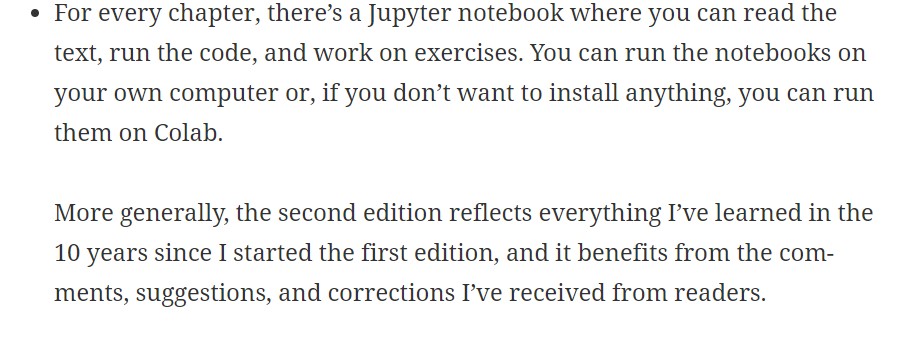 • For every chapter, there’s a Jupyter notebook where you can read the
text, run the code, and work on exercises. You can run the notebooks on
your own computer or, if you don’t want to install anything, you can run
them on Colab.
More generally, the second edition reflects everything I’ve learned in the
10 years since I started the first edition, and it benefits from the com-
ments, suggestions, and corrections I’ve received from readers.